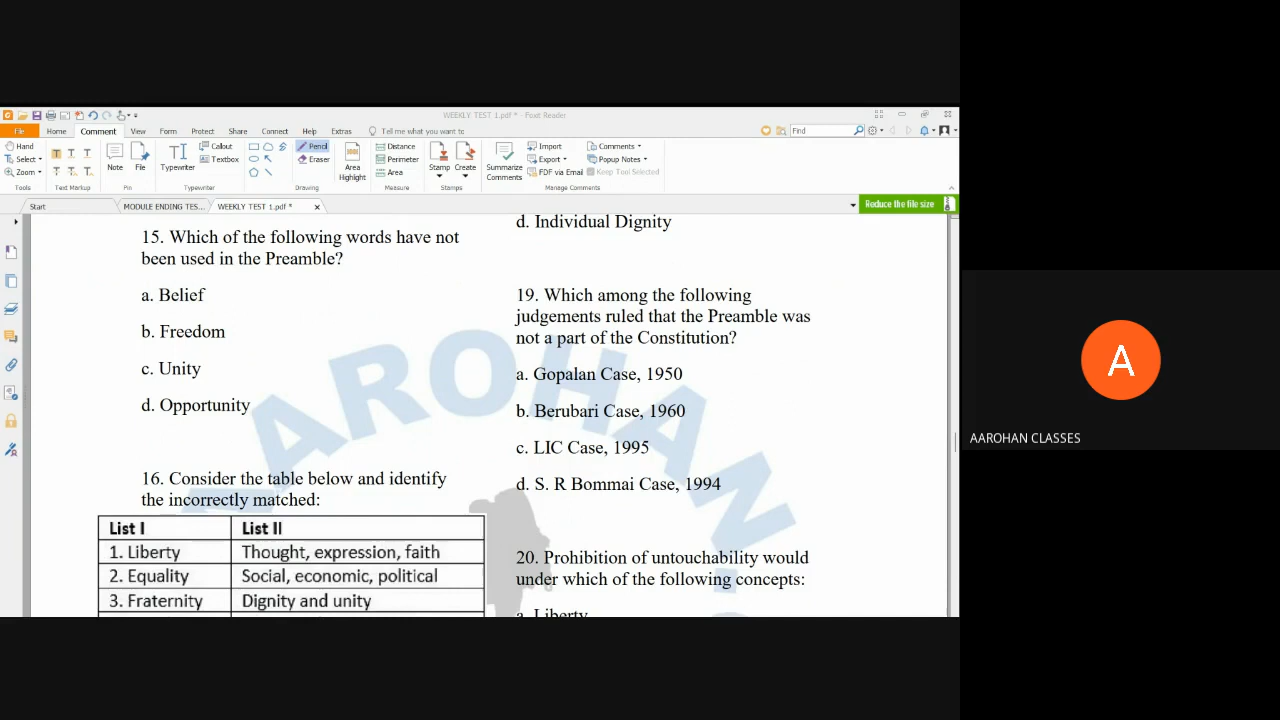 WEEKLY TEST 1.pdf * - Foxit Reader
File Home Comment View Form Protect Share Connect Help Extras Tell me what you want to Find
Hand
Select
Zoom
Tools
Text Markup
Note
File
Pin
Typewriter
Callout
Textbox
Typewriter
Pencil
Eraser
Drawing
Area
Highlight
Distance
Perimeter
Area
Measure
Stamp
Create
Stamps
Summarize
Comments
Import
Export
FDF via Email
Comments
Popup Notes
Keep Tool Selected
Manage Comments
Start
MODULE ENDING TES...
WEEKLY TEST 1.pdf *
Reduce the file size
15. Which of the following words have not
been used in the Preamble?
a. Belief
b. Freedom
c. Unity
d. Opportunity
16. Consider the table below and identify
the incorrectly matched:
List I List II
1. Liberty Thought, expression, faith
2. Equality Social, economic, political
3. Fraternity Dignity and unity
d. Individual Dignity
19. Which among the following
judgements ruled that the Preamble was
not a part of the Constitution?
a. Gopalan Case, 1950
b. Berubari Case, 1960
c. LIC Case, 1995
d. S. R Bommai Case, 1994
20. Prohibition of untouchability would
under which of the following concepts:
a. Liberty
AROHAN
A
AAROHAN CLASSES